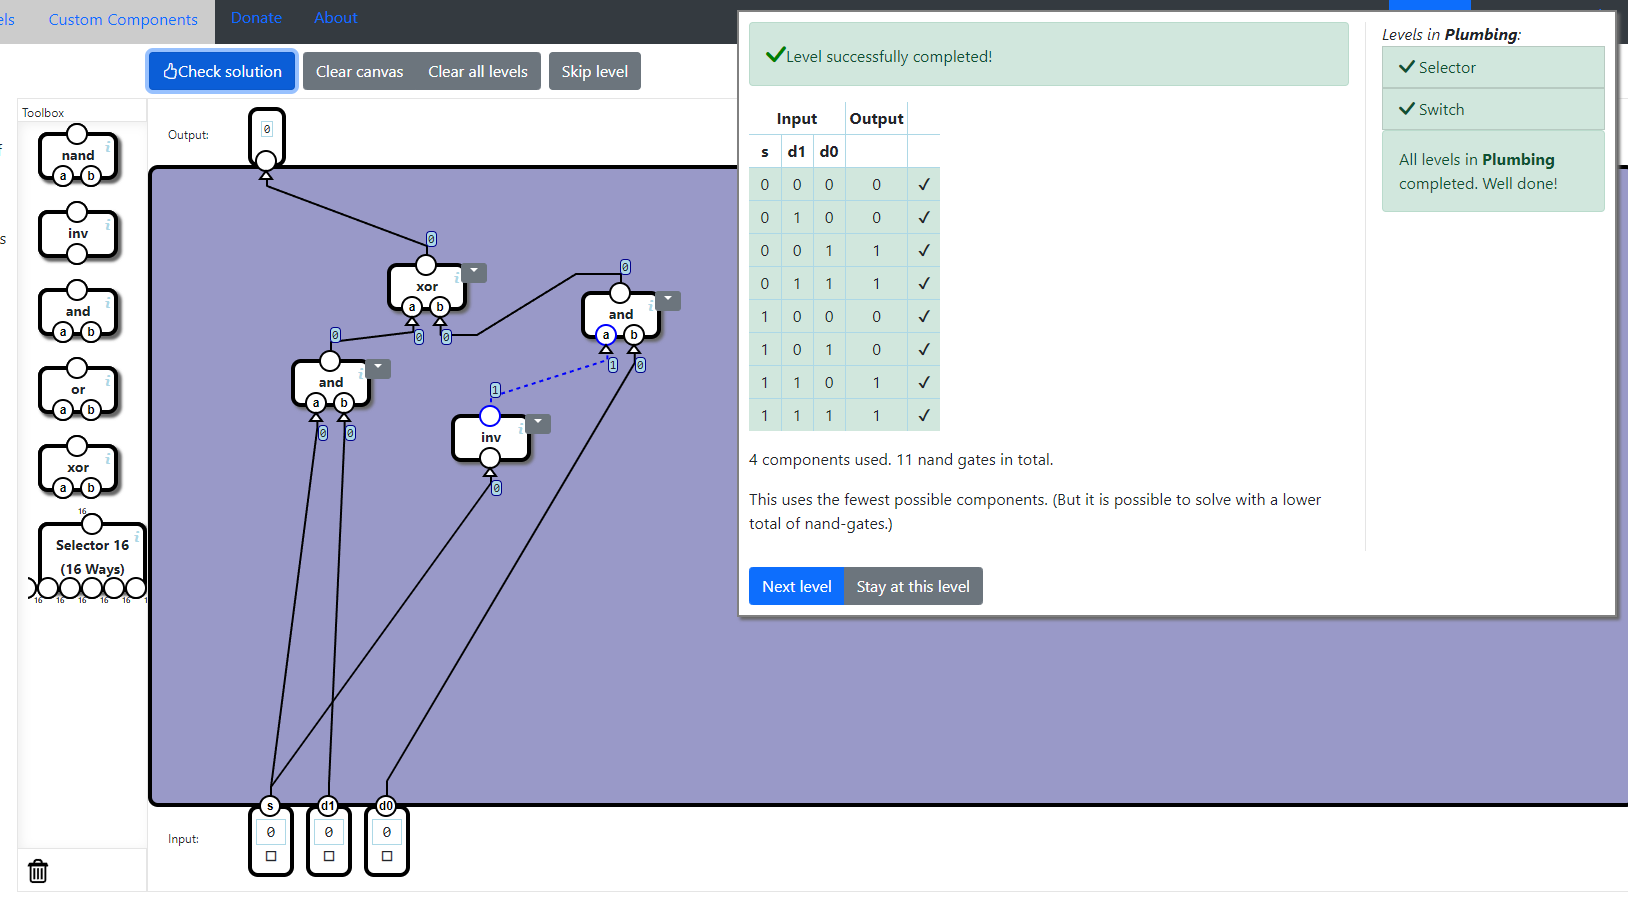 els Custom Components Donate About
Check solution Clear canvas Clear all levels Skip level
Toolbox
nand
a b
inv
and
a b
or
a b
xor
a b
16
Selector 16
(16 Ways)
16 16 16 16 16 1
f
s
Output:
0
0
xor
a b
0 0
0
and
a b
1 0
0
and
a b
0 0
1
inv
0
s d1 d0
Input:
0 0 0
Level successfully completed!
Input Output
s d1 d0
0 0 0 0 ✓
0 1 0 0 ✓
0 0 1 1 ✓
0 1 1 1 ✓
1 0 0 0 ✓
1 0 1 0 ✓
1 1 0 1 ✓
1 1 1 1 ✓
4 components used. 11 nand gates in total.
This uses the fewest possible components. (But it is possible to solve with a lower
total of nand-gates.)
Next level Stay at this level
Levels in Plumbing:
Selector
Switch
All levels in Plumbing
completed. Well done!